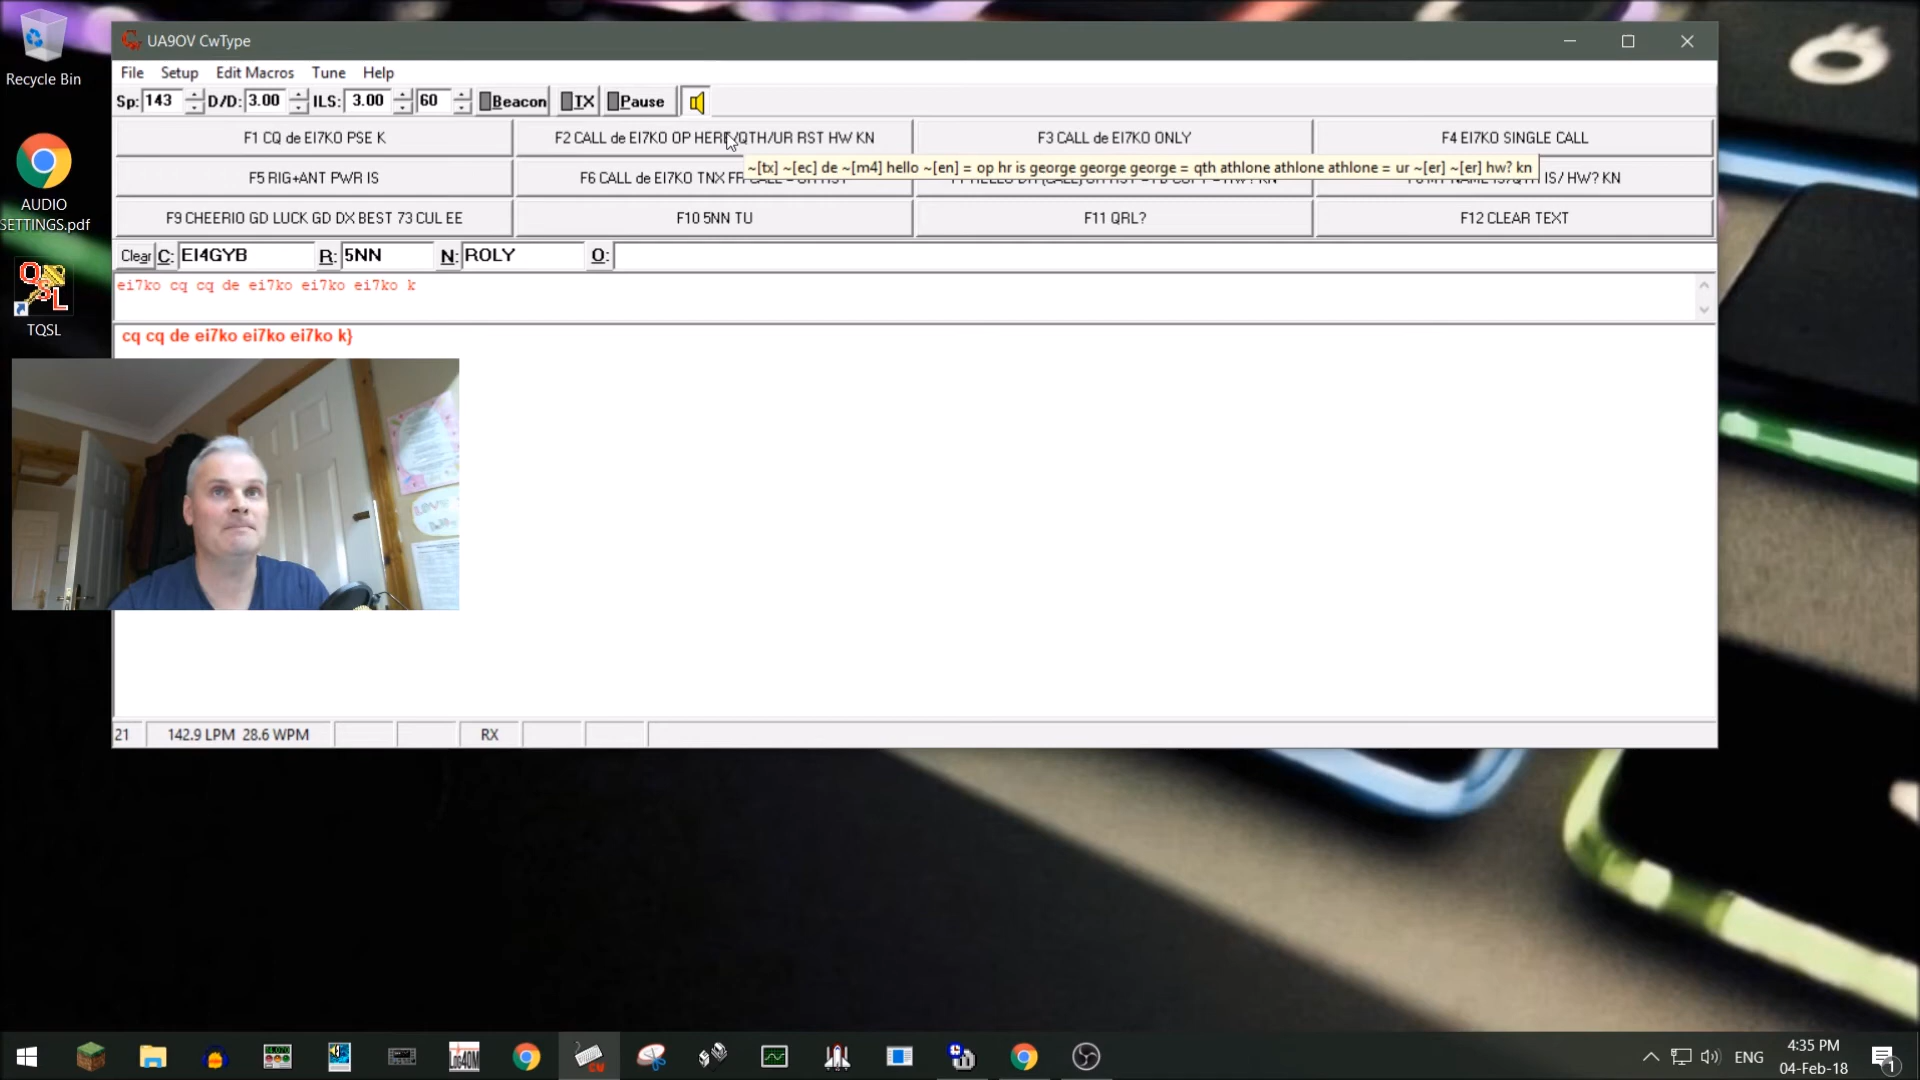 Recycle Bin
AUDIO
SETTINGS.pdf
TQSL
UA9OV CwType
File Setup Edit Macros Tune Help
Sp: 143 D/D: 3.00 ILS: 3.00 60 Beacon TX Pause
F1 CQ de EI7KO PSE K
F2 CALL de EI7KO OP HERE/QTH/UR RST HW KN
F3 CALL de EI7KO ONLY
F4 EI7KO SINGLE CALL
~[tx] ~[ec] de ~[m4] hello ~[en] = op hr is george george george = qth athlone athlone athlone = ur ~[er] ~[er] hw? kn
F5 RIG+ANT PWR IS
F6 CALL de EI7KO TNX FR
IS/ HW? KN
F9 CHEERIO GD LUCK GD DX BEST 73 CUL EE
F10 5NN TU
F11 QRL?
F12 CLEAR TEXT
Clear C: EI4GYB R: 5NN N: ROLY O:
ei7ko cq cq de ei7ko ei7ko ei7ko k
cq cq de ei7ko ei7ko ei7ko k}
21 142.9 LPM 28.6 WPM RX
ENG
4:35 PM
04-Feb-18
1